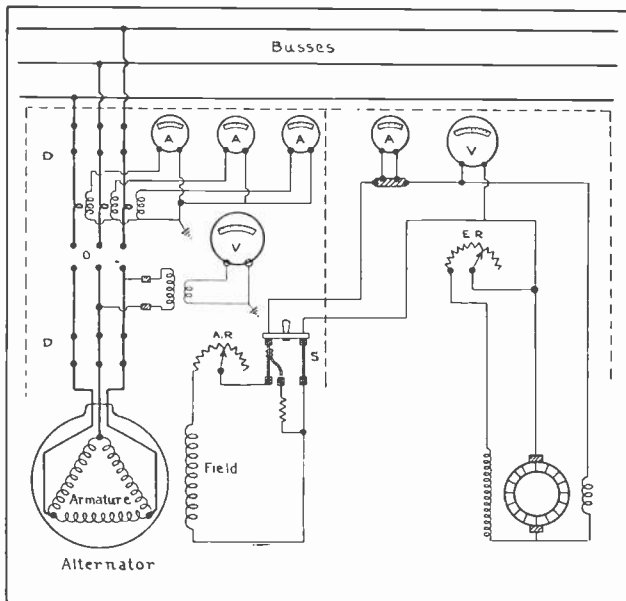 Busses
D
A
A
A
A
V
O
V
E.R
D
A.R
S
Field
Armature
Alternator